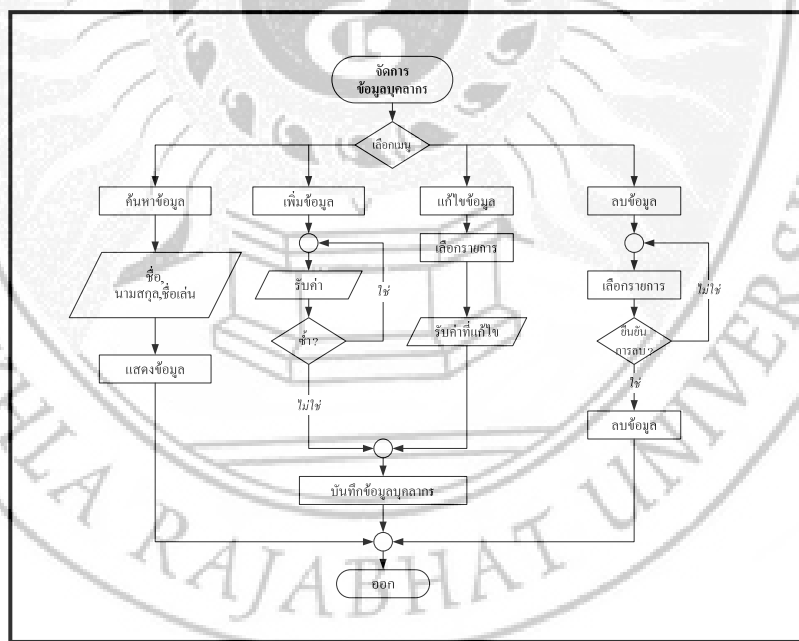 จัดการ
ข้อมูลบุคลากร
เลือกเมนู
ค้นหาข้อมูล
เพิ่มข้อมูล
แก้ไขข้อมูล
ลบข้อมูล
ชื่อ,
นามสกุล,ชื่อเล่น
รับค่า
ใช่
เลือกรายการ
เลือกรายการ
ไม่ใช่
ซ้ำ?
รับค่าที่แก้ไข
ยืนยัน
การลบ?
แสดงข้อมูล
ไม่ใช่
ใช่
ลบข้อมูล
บันทึกข้อมูลบุคลากร
ออก
RAJABHAT UNIVERS